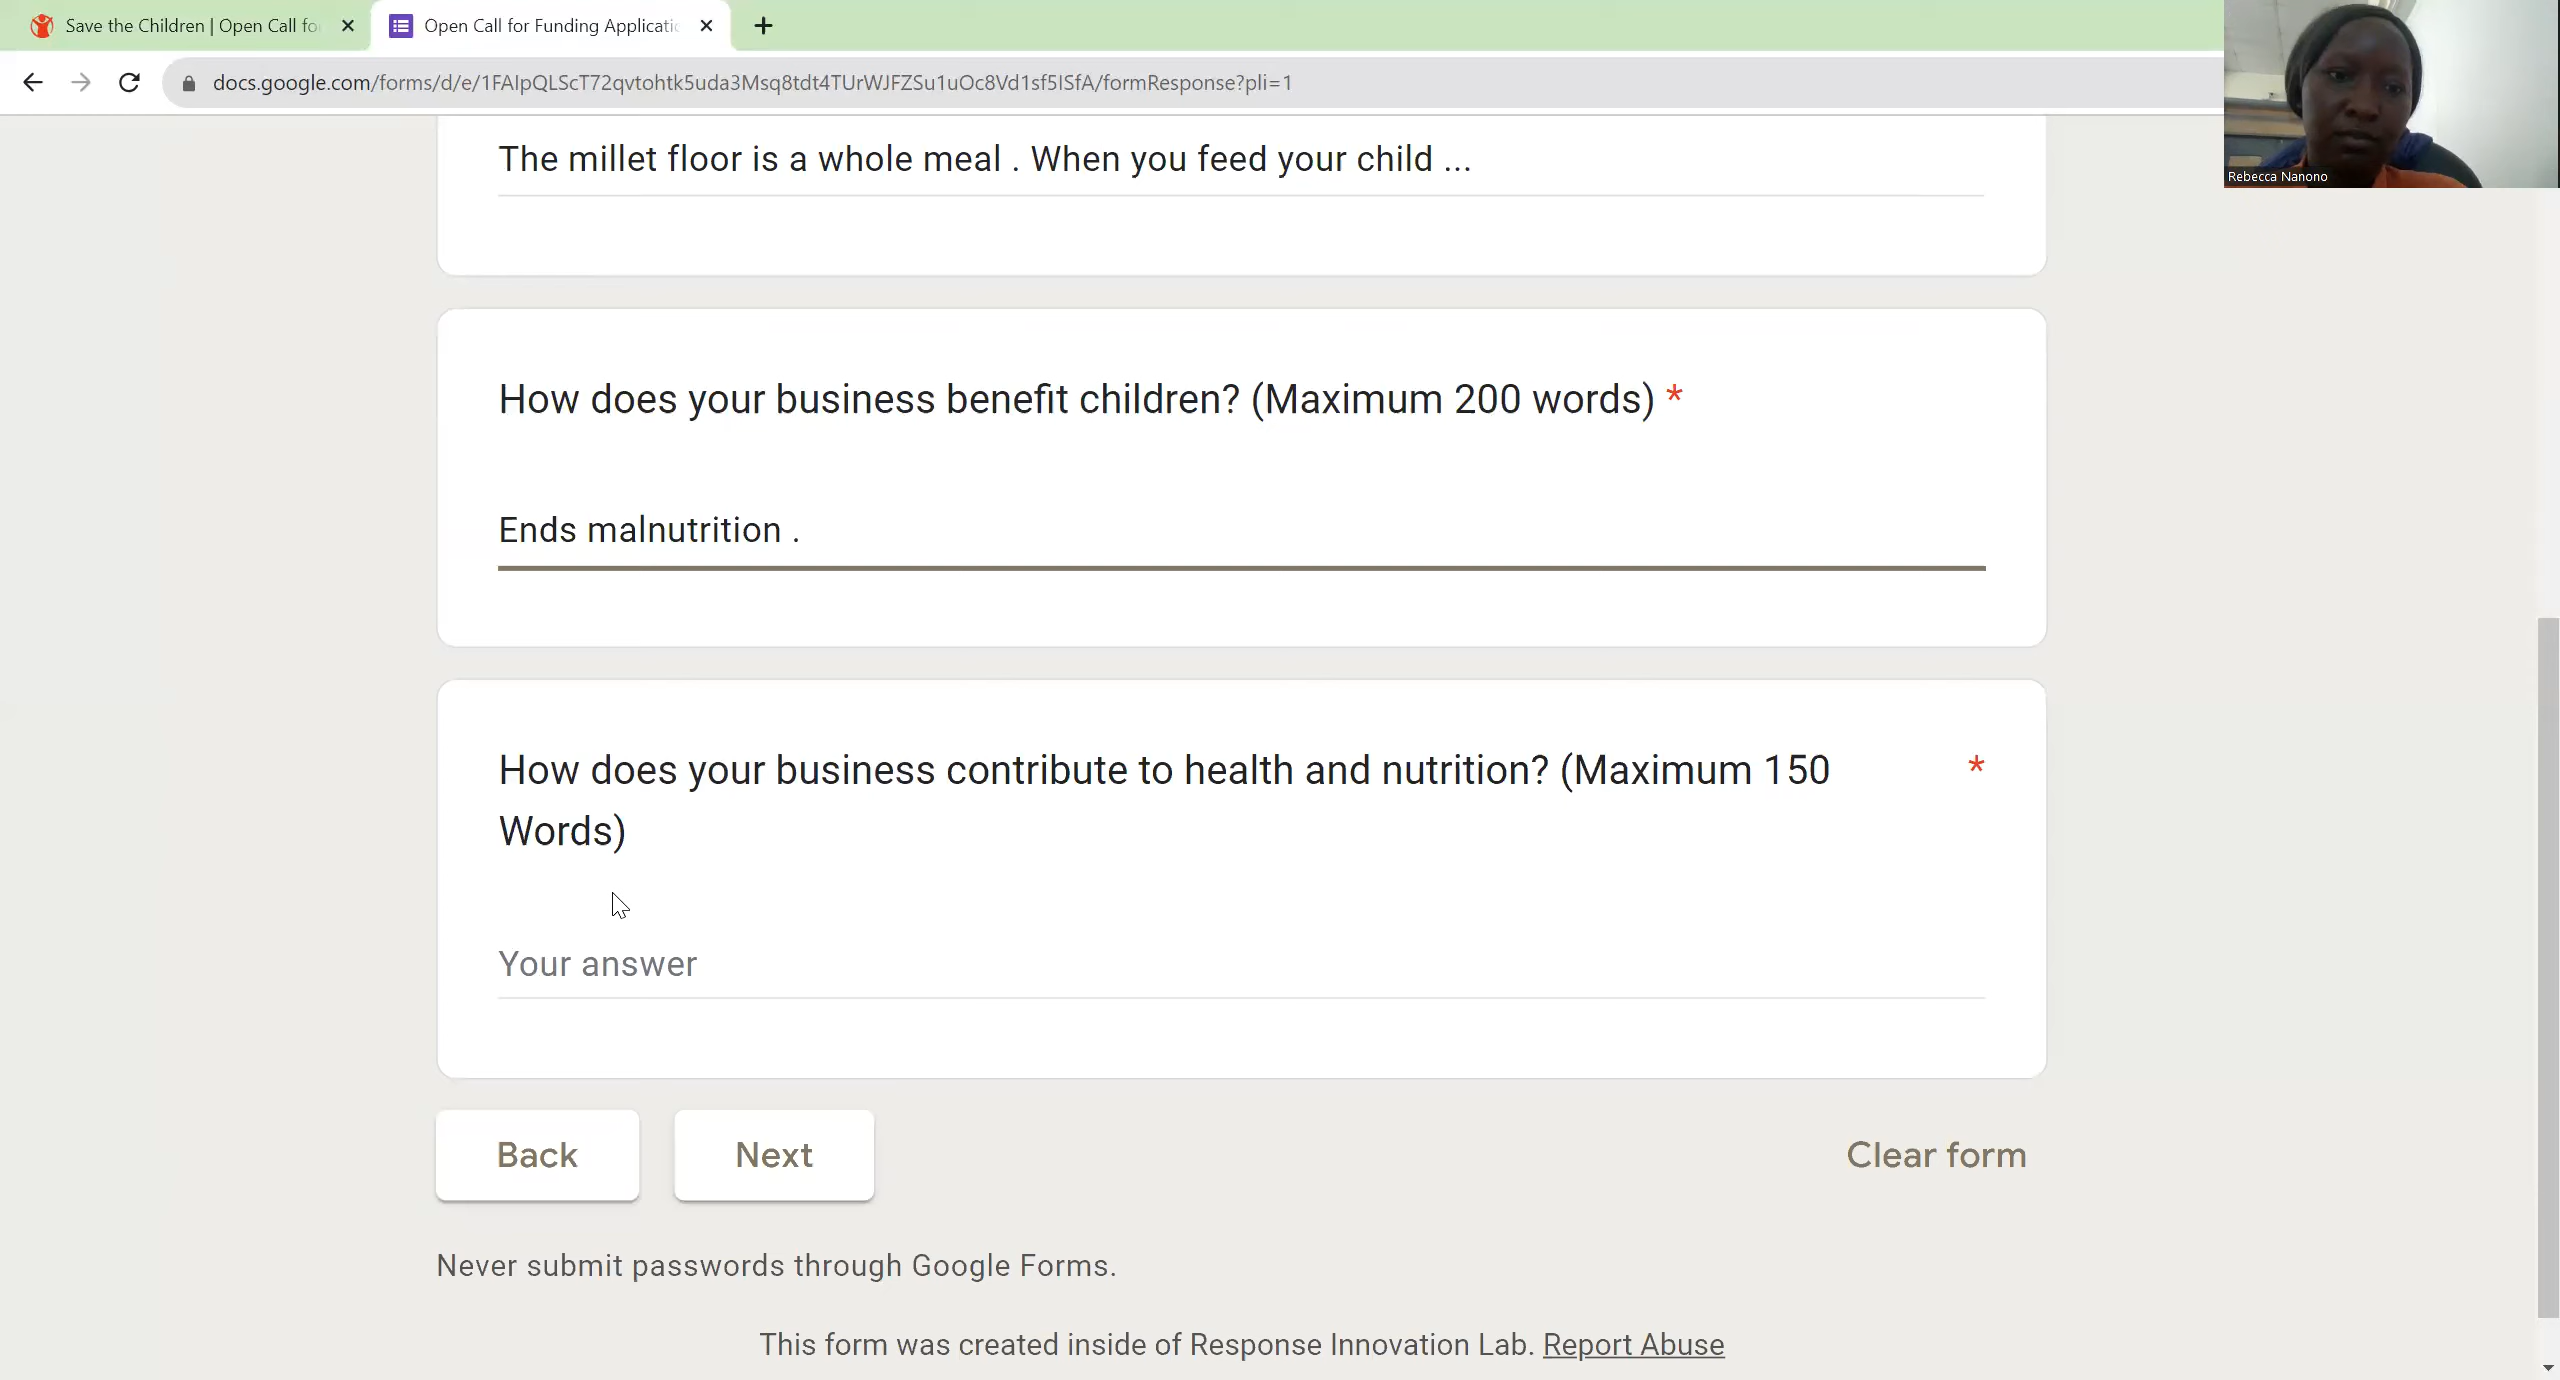 Save the Children | Open Call fo
Open Call for Funding Applicati
docs.google.com/forms/d/e/1FAIpQLScT72qvtohtk5uda3Msq8tdt4TUrWJFZSu1uOc8Vd1sf5ISfA/formResponse?pli=1
Rebecca Nanono
The millet floor is a whole meal . When you feed your child ...
How does your business benefit children? (Maximum 200 words) *
Ends malnutrition .
How does your business contribute to health and nutrition? (Maximum 150 *
Words)
Your answer
Back Next Clear form
Never submit passwords through Google Forms.
This form was created inside of Response Innovation Lab. Report Abuse